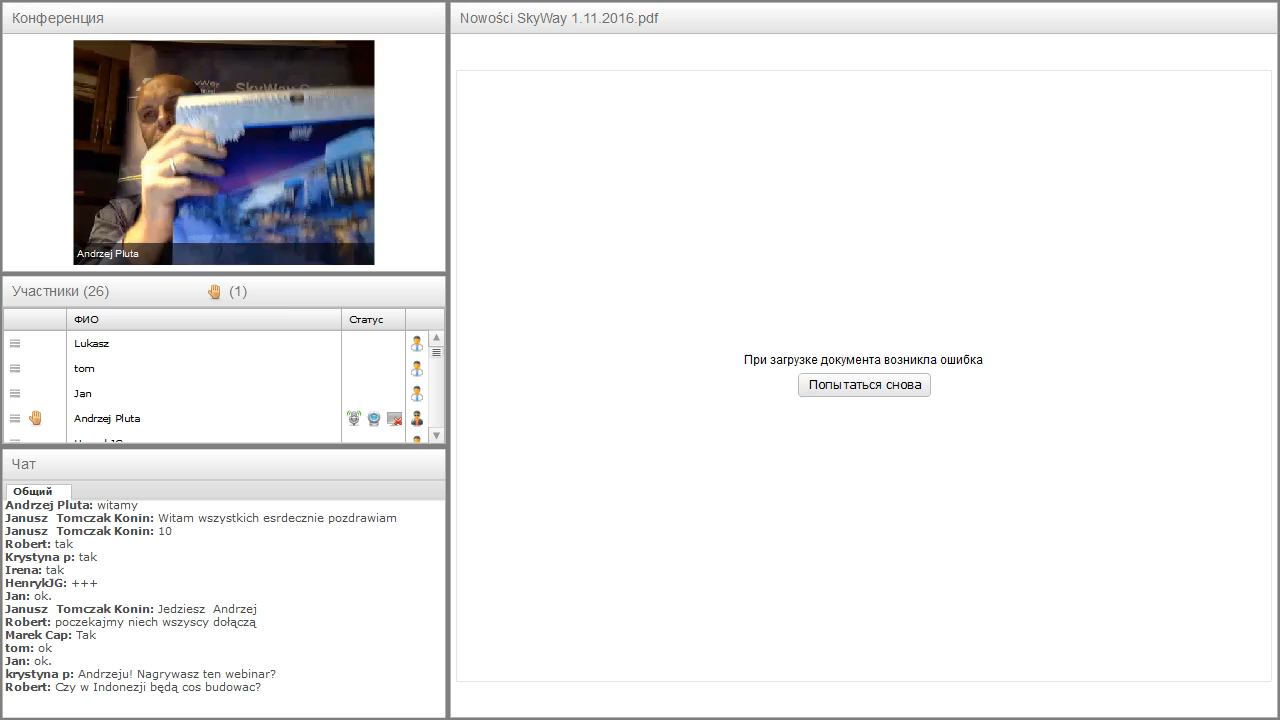 Конференция
SkyWay
Andrzej Pluta
Участники (26)
(1)
ФИО
Статус
Lukasz
tom
Jan
Andrzej Pluta
Чат
Общий
Andrzej Pluta: witamy
Janusz Tomczak Konin: Witam wszystkich esrdecznie pozdrawiam
Janusz Tomczak Konin: 10
Robert: tak
Krystyna p: tak
Irena: tak
HenrykJG: +++
Jan: ok.
Janusz Tomczak Konin: Jedziesz Andrzej
Robert: poczekajmy niech wszyscy dołączą
Marek Cap: Tak
tom: ok
Jan: ok.
krystyna p: Andrzeju! Nagrywasz ten webinar?
Robert: Czy w Indonezji będą cos budowac?
Nowości SkyWay 1.11.2016.pdf
При загрузке документа возникла ошибка
Попытаться снова